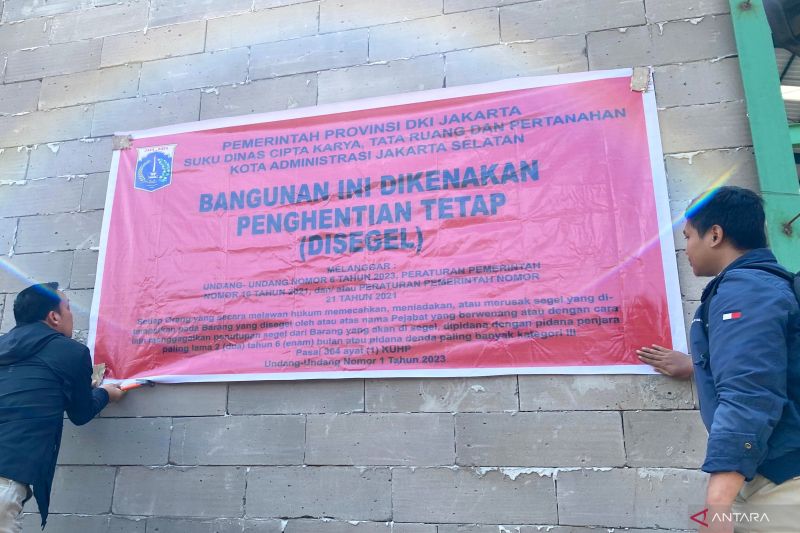 JAYA RAYA
PEMERINTAH PROVINSI DKI JAKARTA
SUKU DINAS CIPTA KARYA, TATA RUANG DAN PERTANAHAN
KOTA ADMINISTRASI JAKARTA SELATAN
BANGUNAN INI DIKENAKAN
PENGHENTIAN TETAP
(DISEGEL)
MELANGGAR :
UNDANG- UNDANG NOMOR 6 TAHUN 2023, PERATURAN PEMERINTAH
NOMOR 16 TAHUN 2021, dan/ atau PERATURAN PEMERINTAH NOMOR
21 TAHUN 2021
Setiap Orang yang secara melawan hukum memecahkan, meniadakan, atau merusak segel yang di-
tempatkan pada Barang yang disegel oleh atau atas nama Pejabat yang berwenang atau dengan cara
lain menggagalkan penutupan segel dari Barang yang akan di segel, dipidana dengan pidana penjara
paling lama 2 (dua) tahun 6 (enam) bulan atau pidana denda paling banyak kategori !!!
Pasal 364 ayat (1) KUHP
Undang-Undang Nomor 1 Tahun 2023
ANTARA